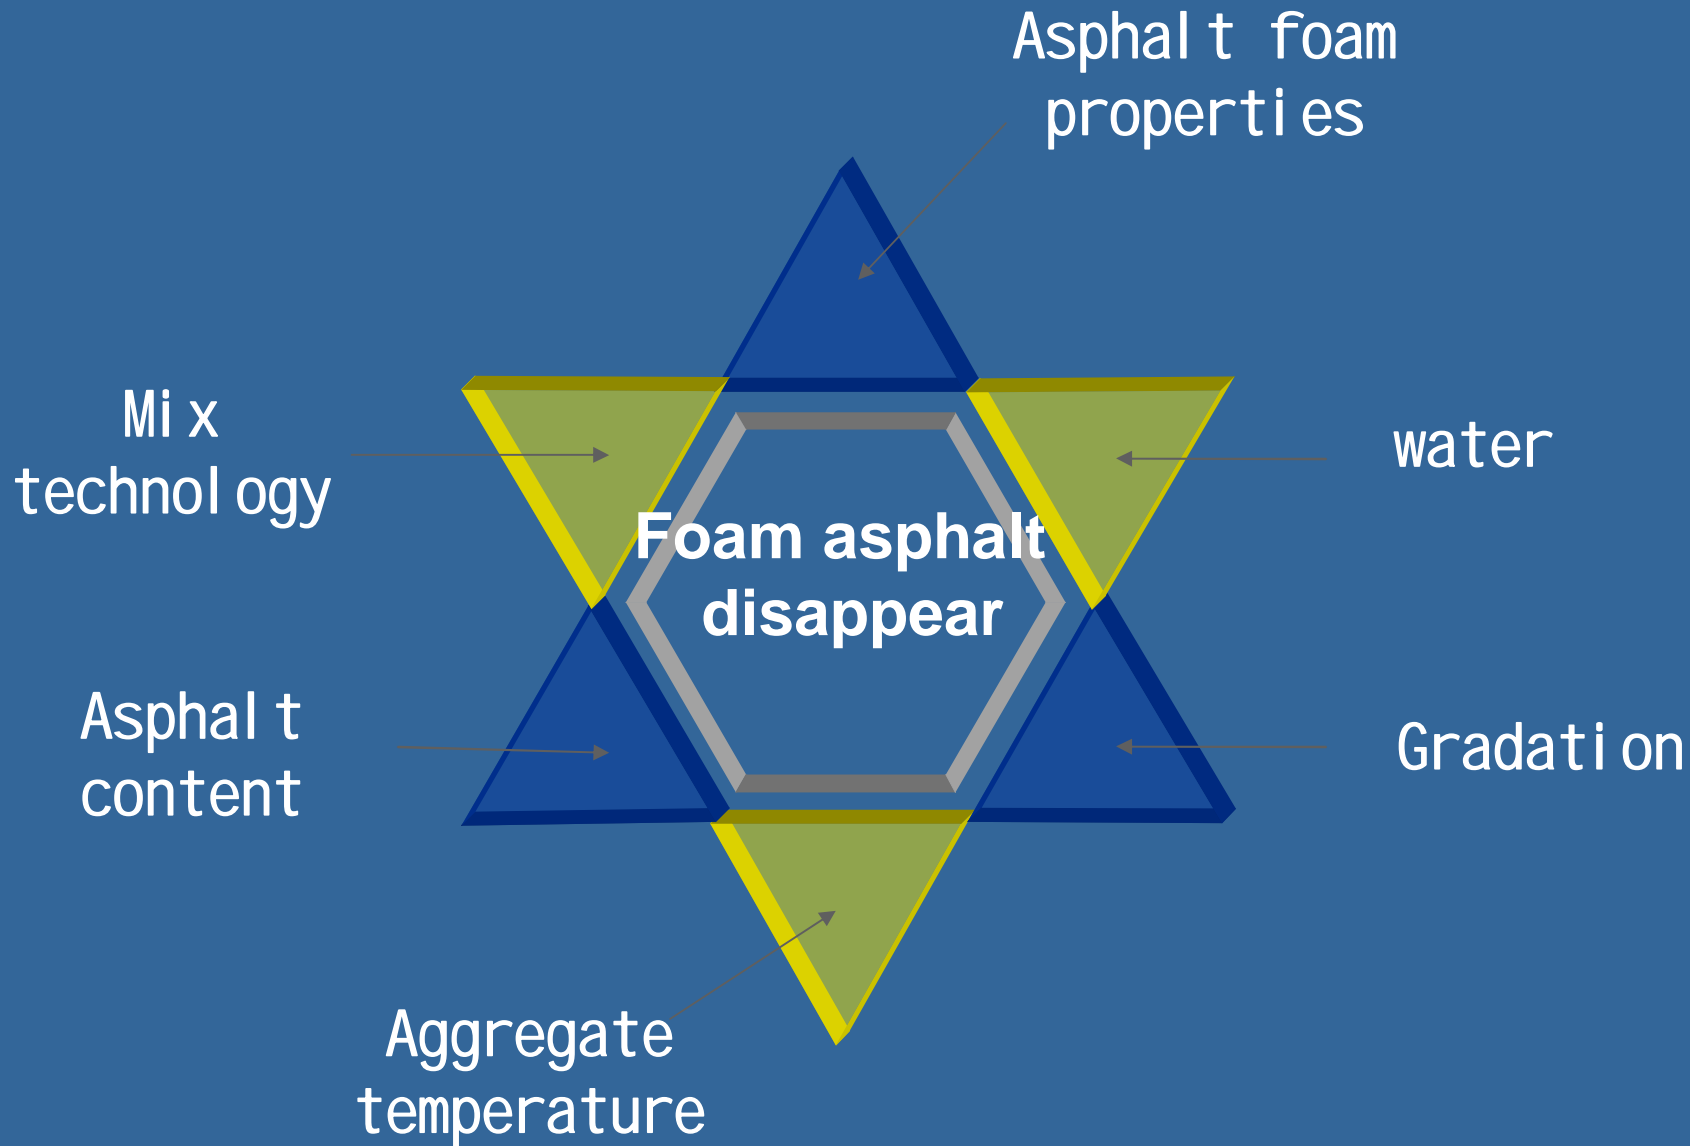 Asphalt foam
properties
Mix
technology
water
Foam asphalt
disappear
Asphalt
content
Gradation
Aggregate
temperature